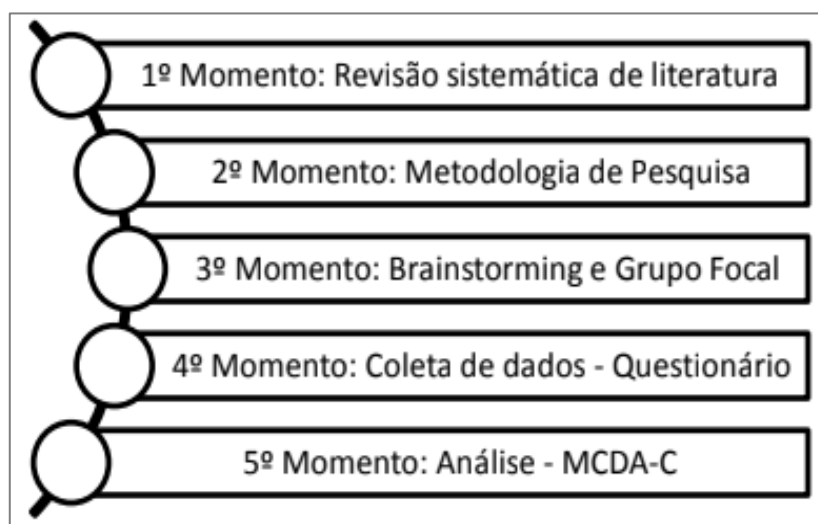 1º Momento: Revisão sistemática de literatura
2º Momento: Metodologia de Pesquisa
3º Momento: Brainstorming e Grupo Focal
4º Momento: Coleta de dados - Questionário
5º Momento: Análise - MCDA-C